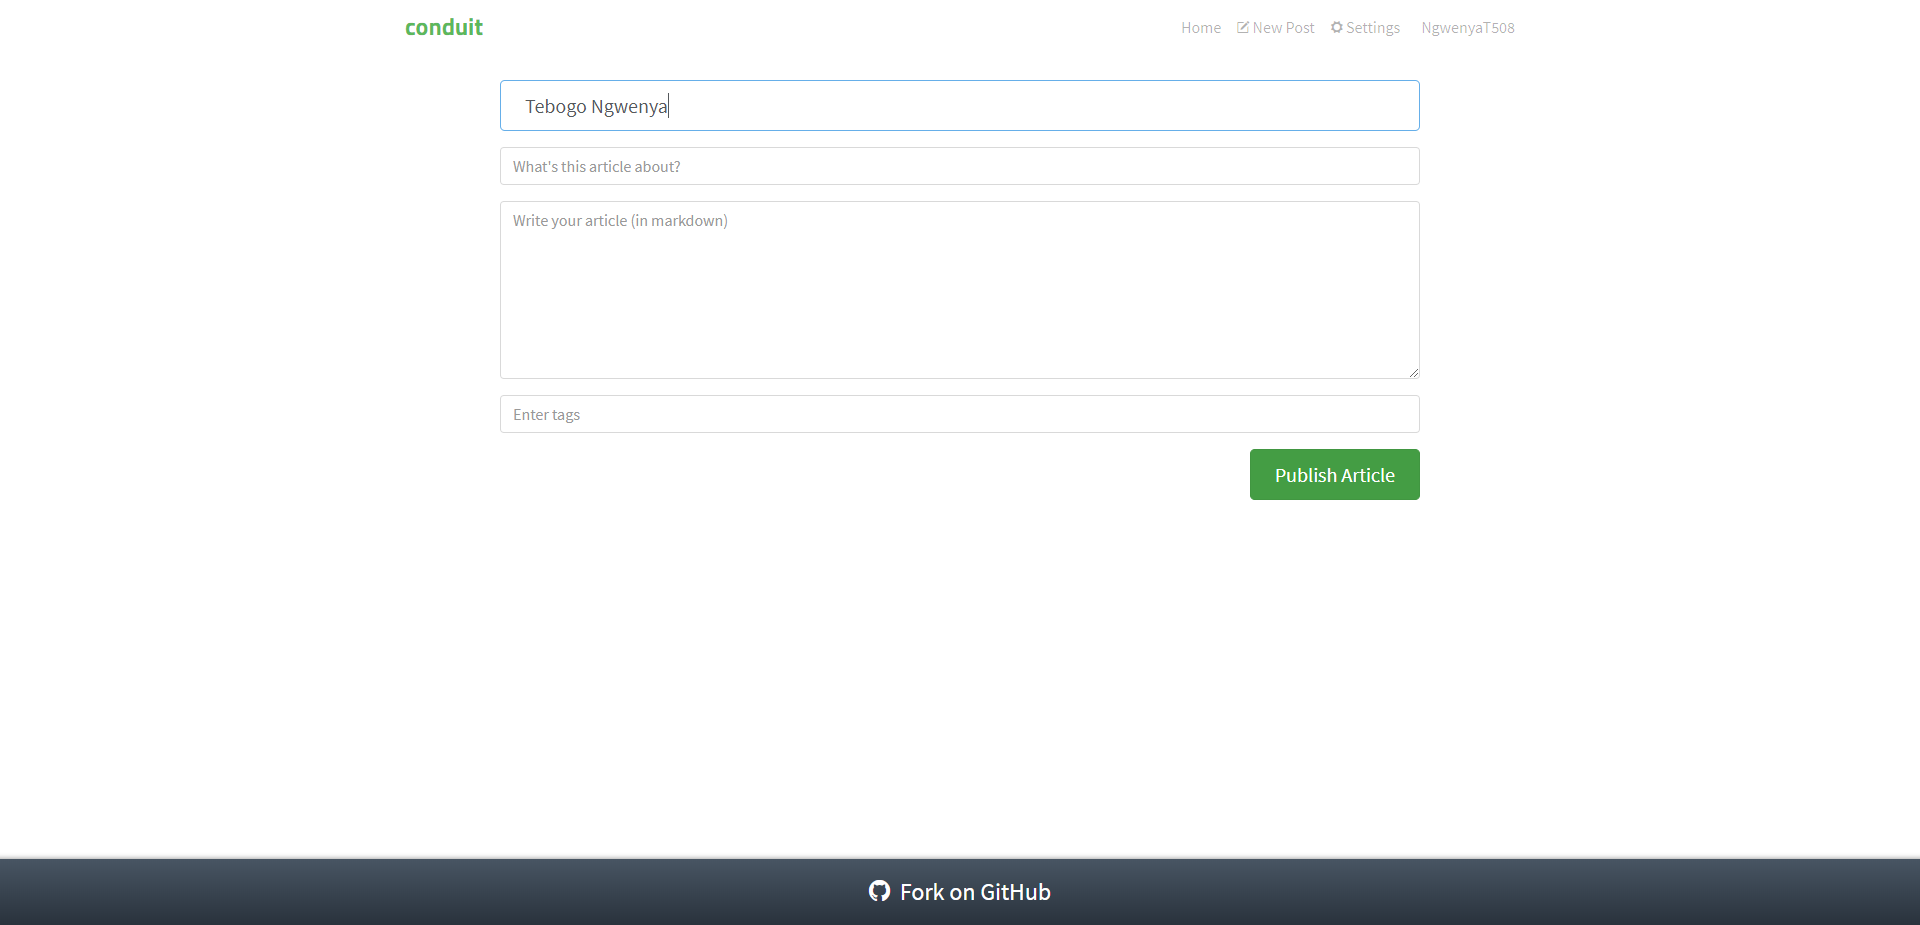 conduit
Home New Post Settings NgwenyaT508
Tebogo Ngwenya
What's this article about?
Write your article (in markdown)
Enter tags
Publish Article
Fork on GitHub